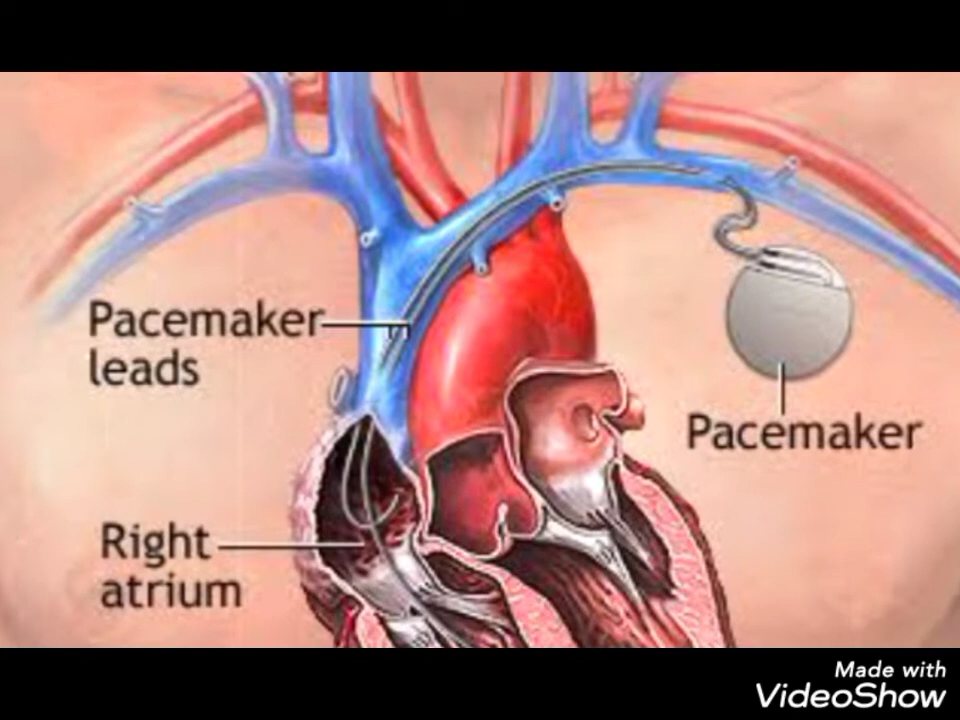 Pacemaker
leads
Pacemaker
Right
atrium
Made with
VideoShow